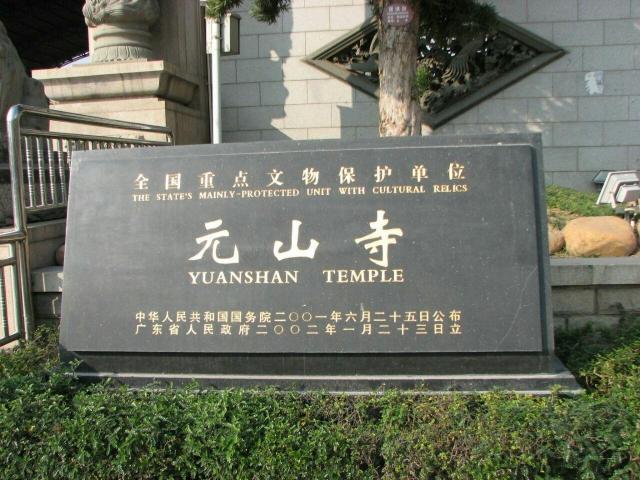 全国重点文物保护单位
THE STATE'S MAINLY-PROTECTED UNIT WITH CULTURAL RELICS
元山寺
YUANSHAN TEMPLE
中华人民共和国国务院二〇〇一年六月二十五日公布
广东省人民政府二〇〇二年一月二十三日立